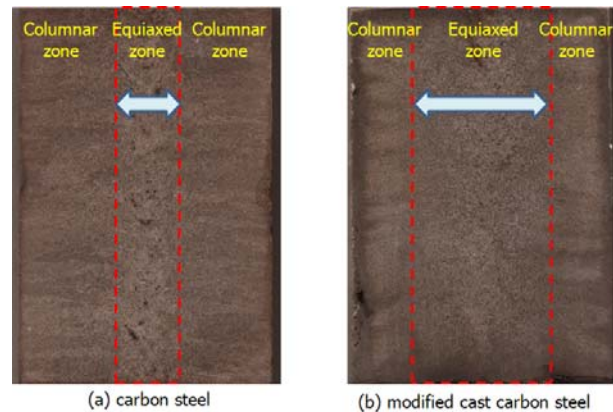 Columnar zone
Equiaxed zone
Columnar zone
Columnar zone
Equiaxed zone
Columnar zone
(a) carbon steel
(b) modified cast carbon steel